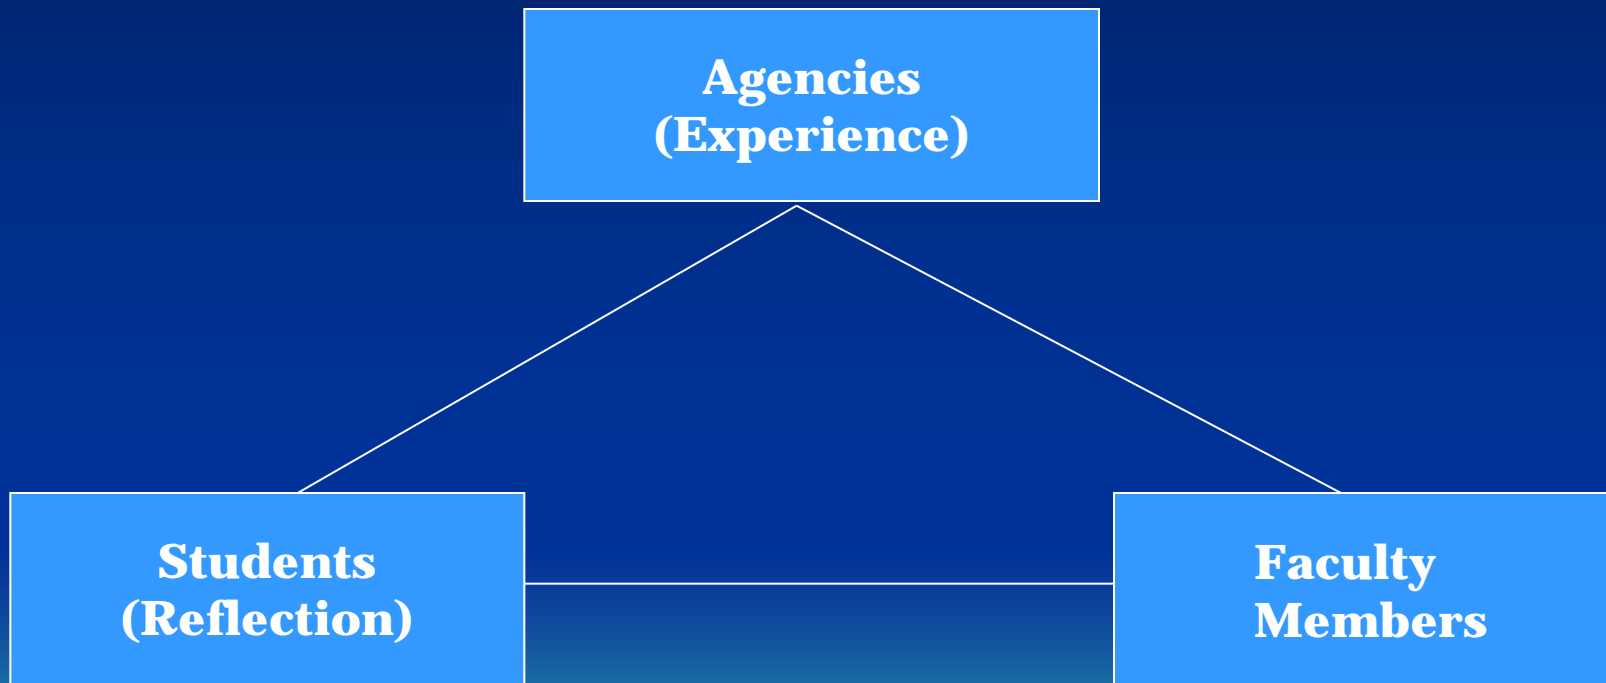 Agencies
(Experience)
Students
(Reflection)
Faculty
Members